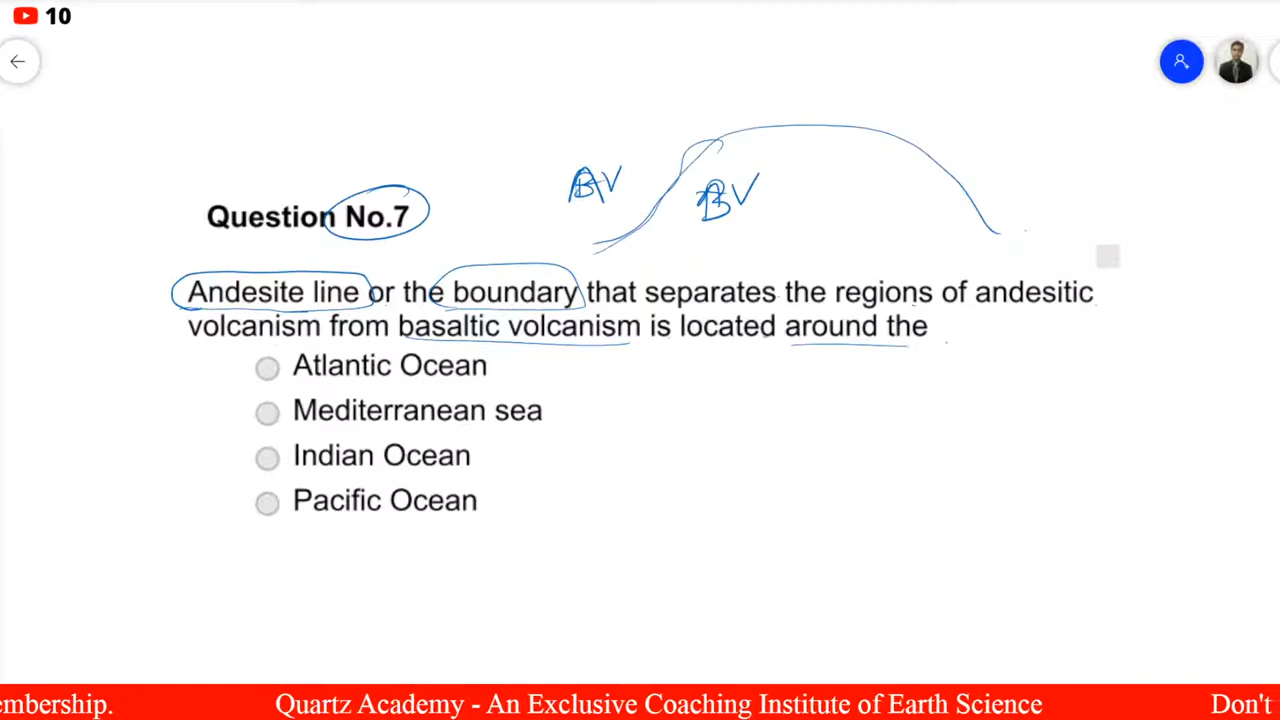 10
Question No.7
BV
Andesite line or the boundary that separates the regions of andesitic
volcanism from basaltic volcanism is located around the
Atlantic Ocean
Mediterranean sea
Indian Ocean
Pacific Ocean
embership. Quartz Academy - An Exclusive Coaching Institute of Earth Science Don't